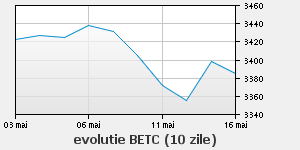 3460
3440
3420
3400
3380
3360
3340
03 mai
06 mai
11 mai
16 mai
evolutie BETC (10 zile)